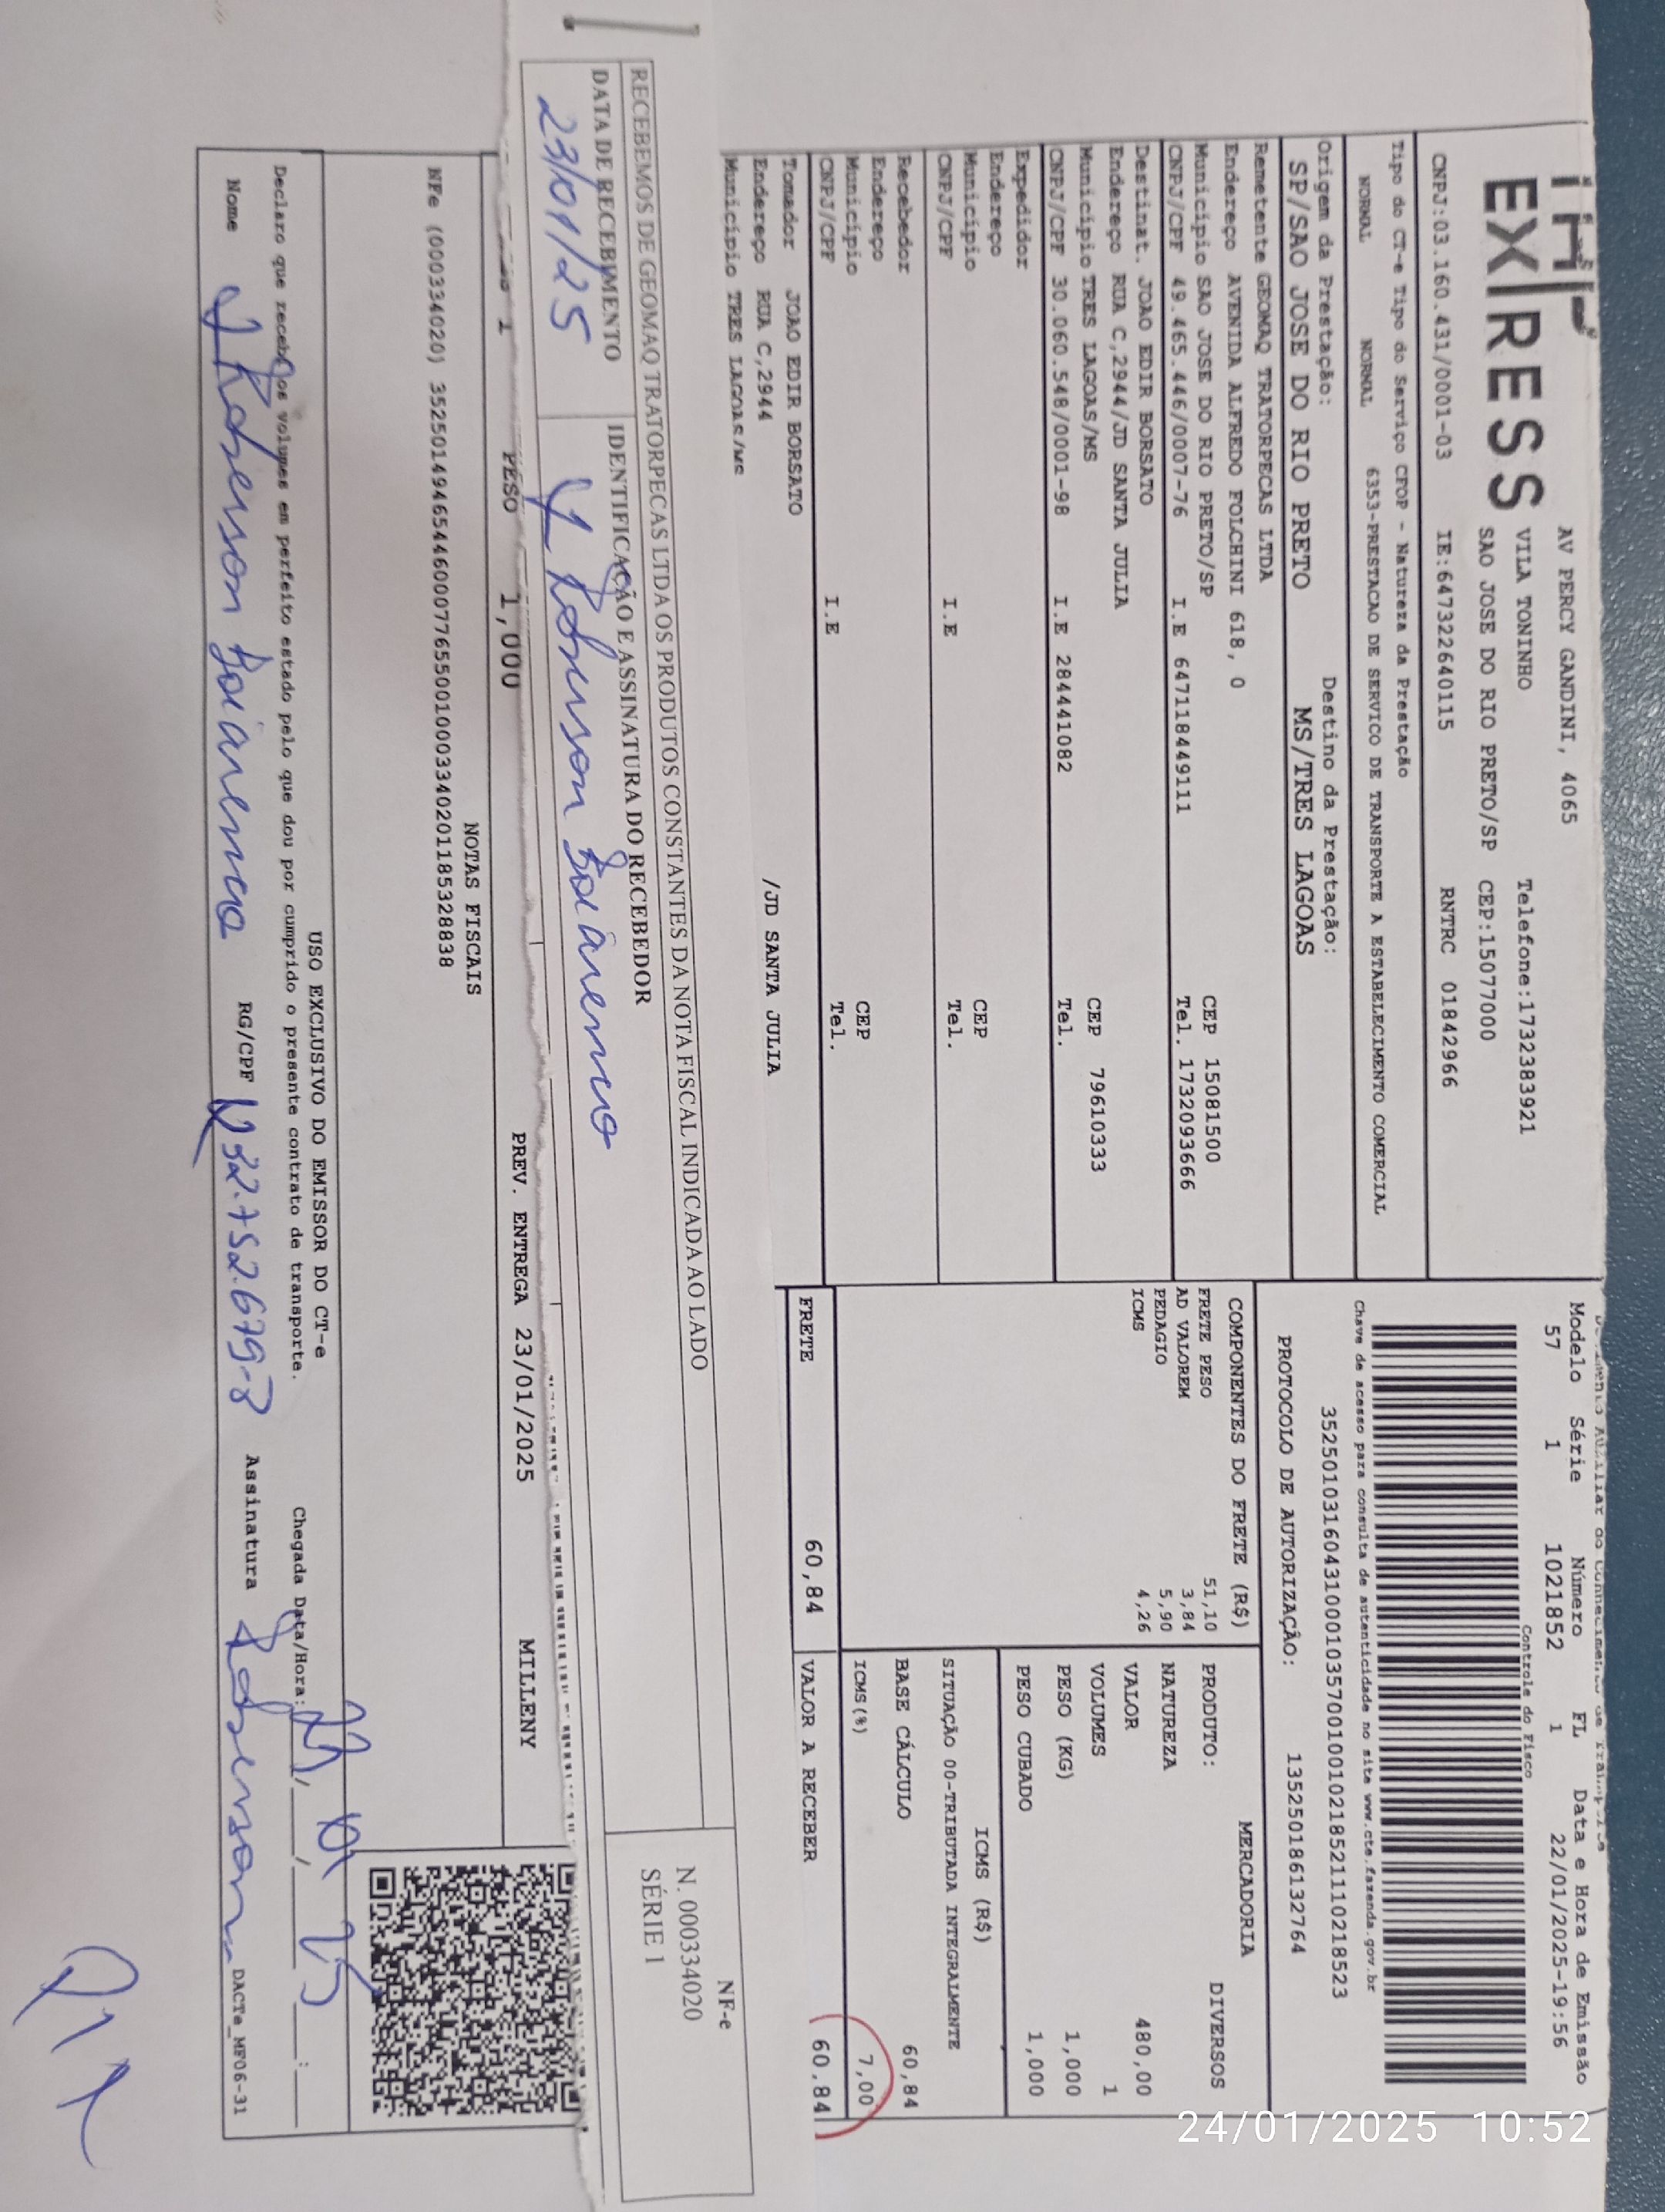 EXPRESS
AV PERCY GANDINI, 4065
VILA TONINHO Telefone:1732383921
SAO JOSE DO RIO PRETO/SP CEP:15077000
CNPJ:03.160.431/0001-03 IE:647322640115 RNTRC 01842966
Modelo Série Número FL Data e Hora de Emissão
57 1 1021852 1 22/01/2025-19:56
Controle do Fisco
Chave de acesso para consulta de autenticidade no site www.cte.fazenda.gov.br
35250103160431000103570010010218521110218523
PROTOCOLO DE AUTORIZAÇÃO: 135250186132764
Tipo do CT-e Tipo do Serviço CFOP - Natureza da Prestação
NORMAL NORMAL 6353-PRESTACAO DE SERVICO DE TRANSPORTE A ESTABELECIMENTO COMERCIAL
Origem da Prestação: Destino da Prestação:
SP/SAO JOSE DO RIO PRETO MS/TRES LAGOAS
Remetente GEOMAQ TRATORPECAS LTDA
Endereço AVENIDA ALFREDO FOLCHINI 618, 0
Município SAO JOSE DO RIO PRETO/SP CEP 15081500
CNPJ/CPF 49.465.446/0007-76 I.E 647118449111 Tel. 1732093666
Destinat. JOAO EDIR BORSATO
Endereço RUA C,2944/JD SANTA JULIA
Município TRES LAGOAS/MS CEP 79610333
CNPJ/CPF 30.060.548/0001-98 I.E 284441082 Tel.
Expedidor
Endereço
Município CEP
CNPJ/CPF I.E Tel.
Recebedor
Endereço
Município CEP
CNPJ/CPF I.E Tel.
Tomador JOAO EDIR BORSATO
Endereço RUA C,2944 /JD SANTA JULIA
Município TRES LAGOAS/MS
COMPONENTES DO FRETE (R$)
FRETE PESO 51,10
AD VALOREM 3,84
PEDAGIO 5,90
ICMS 4,26
MERCADORIA
PRODUTO: DIVERSOS
NATUREZA
VALOR 480,00
VOLUMES 1
PESO (KG) 1,000
PESO CUBADO 1,000
ICMS (R$)
SITUAÇÃO 00-TRIBUTADA INTEGRALMENTE
BASE CÁLCULO 60,84
ICMS(%) 7,00
FRETE 60,84 VALOR A RECEBER 60,84
RECEBEMOS DE GEOMAQ TRATORPECAS LTDA OS PRODUTOS CONSTANTES DA NOTA FISCAL INDICADA AO LADO
DATA DE RECEBIMENTO IDENTIFICAÇÃO E ASSINATURA DO RECEBEDOR
23/01/25
NF-e
N. 000334020
SÉRIE 1
1 PESO 1,000 PREV. ENTREGA 23/01/2025 MILLENY
NOTAS FISCAIS
NFe (000334020) 35250149465446000776550010003340201185328838
USO EXCLUSIVO DO EMISSOR DO CT-e
Declaro que recebi os volumes em perfeito estado pelo que dou por cumprido o presente contrato de transporte. Chegada Data/Hora:
Nome RG/CPF Assinatura DACTe_MF06-31
24/01/2025 10:52